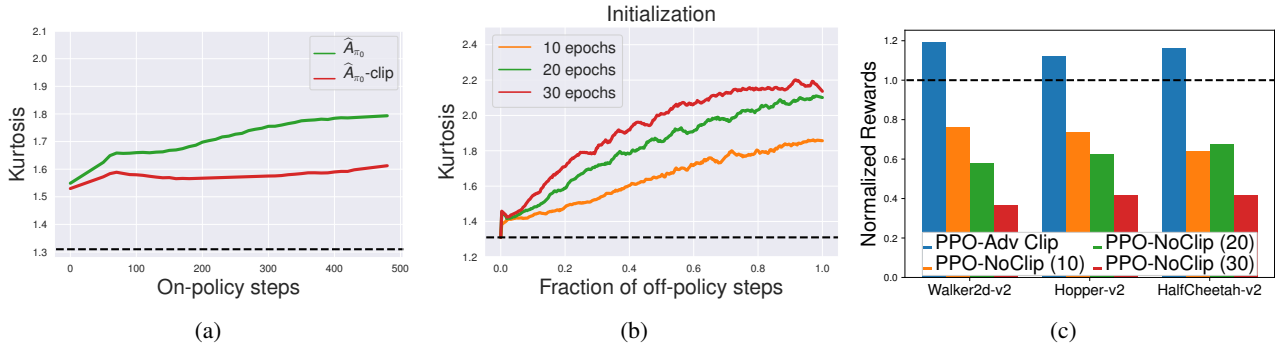 2.1
2.0
1.9
1.8
1.7
1.6
1.5
1.4
1.3
Kurtosis
Â_π₀
Â_π₀-clip
0 100 200 300 400 500
On-policy steps
(a)
Initialization
2.4
2.2
2.0
1.8
1.6
1.4
1.2
Kurtosis
10 epochs
20 epochs
30 epochs
0.0 0.2 0.4 0.6 0.8 1.0
Fraction of off-policy steps
(b)
1.2
1.0
0.8
0.6
0.4
0.2
0.0
Normalized Rewards
PPO-Adv Clip PPO-NoClip (20)
PPO-NoClip (10) PPO-NoClip (30)
Walker2d-v2 Hopper-v2 HalfCheetah-v2
(c)